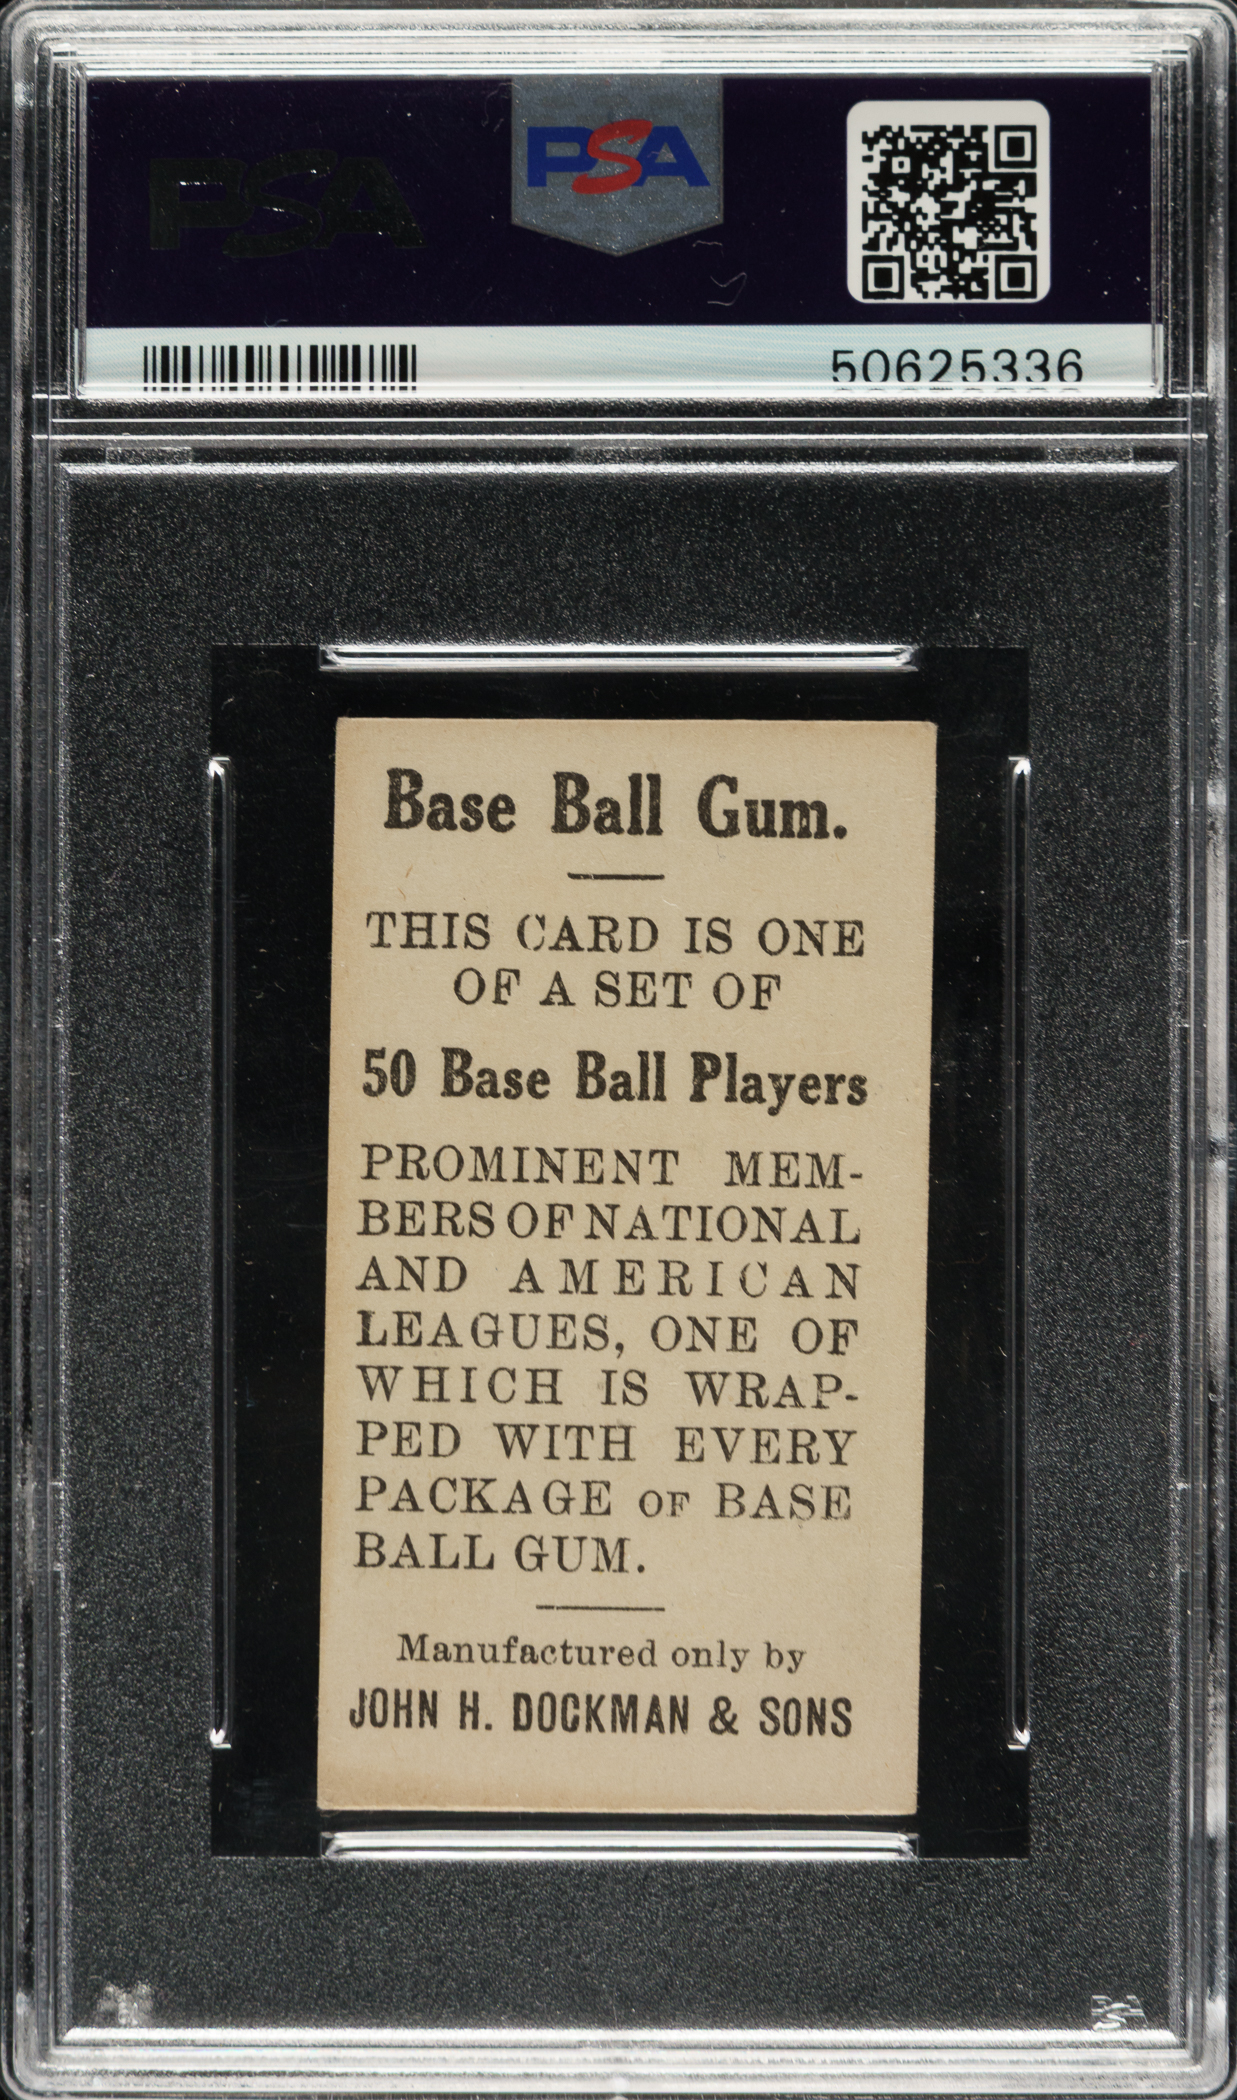 PSA
PSA
50625336
Base Ball Gum.
THIS CARD IS ONE
OF A SET OF
50 Base Ball Players
PROMINENT MEM-
BERS OF NATIONAL
AND AMERICAN
LEAGUES, ONE OF
WHICH IS WRAP-
PED WITH EVERY
PACKAGE OF BASE
BALL GUM.
Manufactured only by
JOHN H. DOCKMAN & SONS
PSA